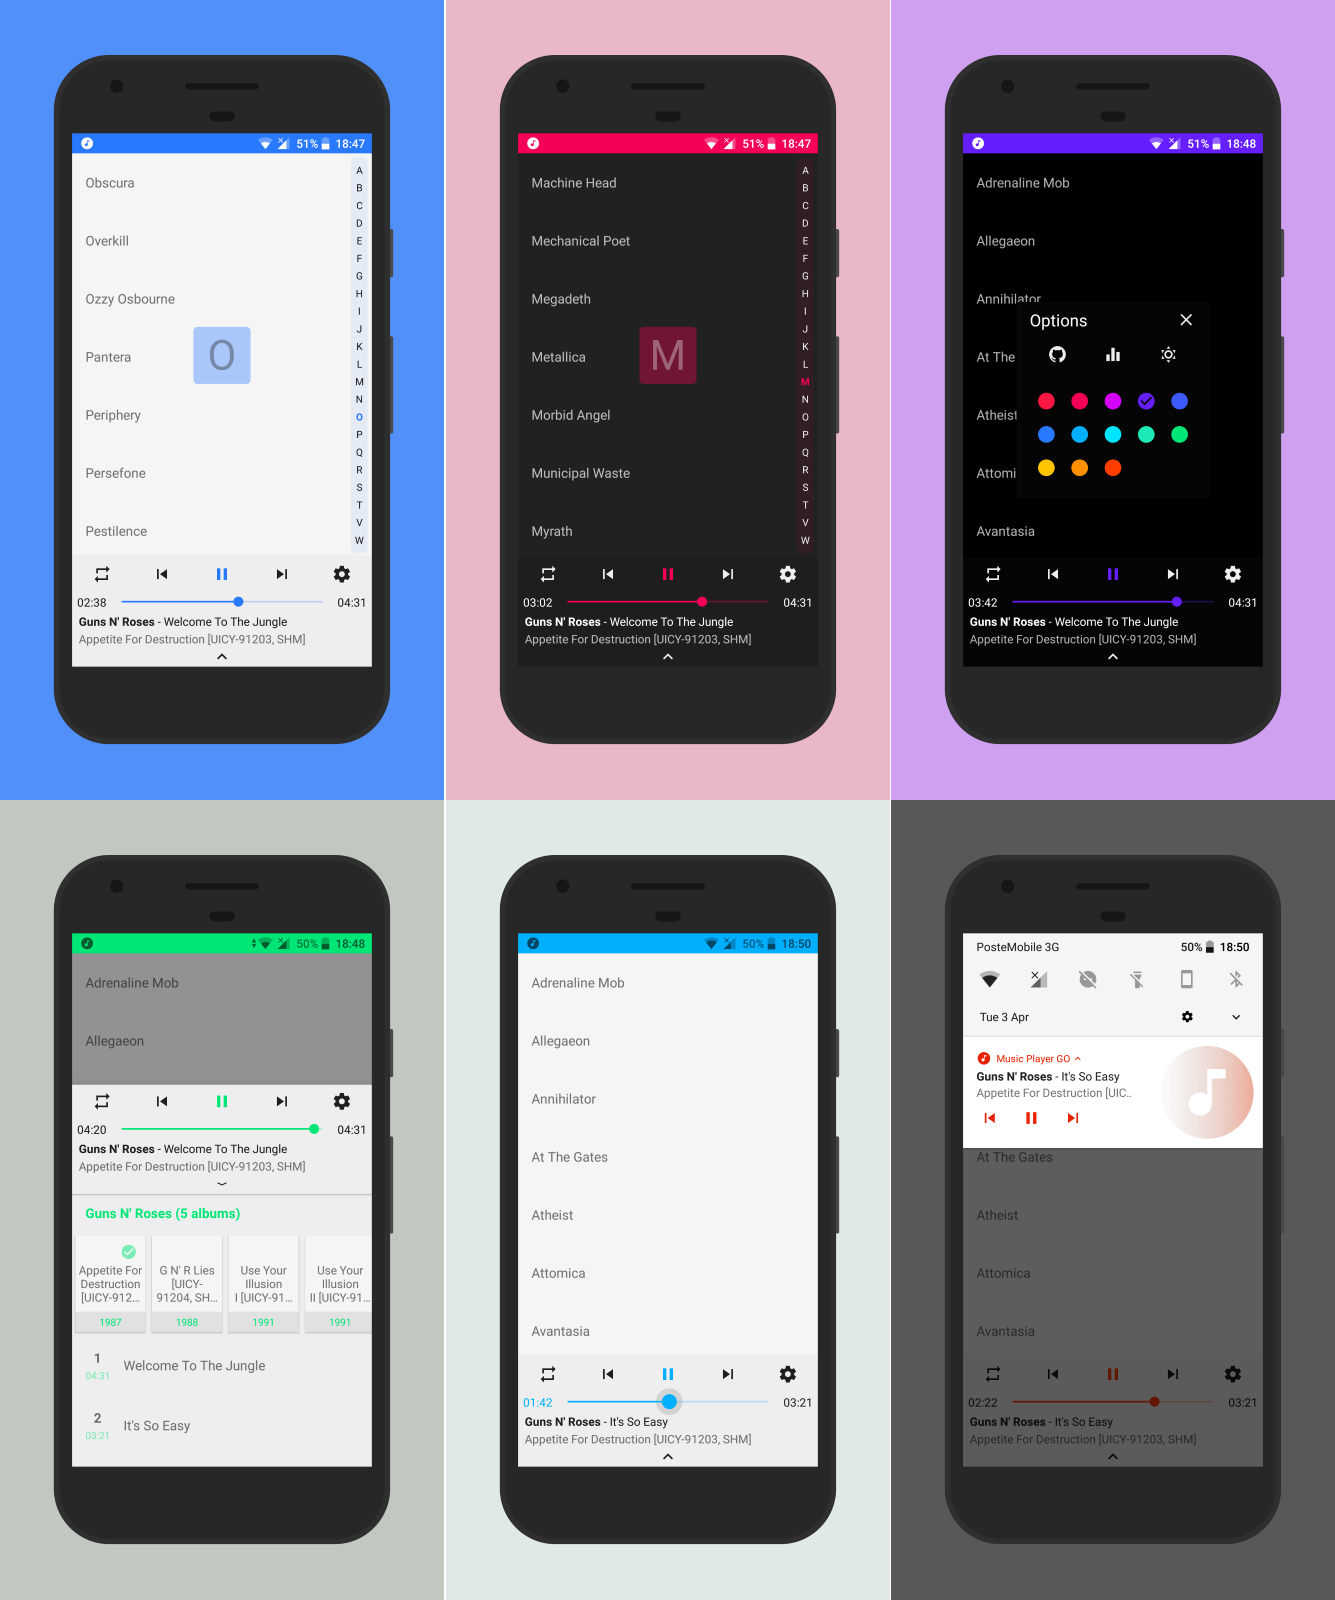 51% 18:47
Obscura
Overkill
Ozzy Osbourne
Pantera
Periphery
Persefone
Pestilence
O
A
B
C
D
E
F
G
H
I
J
K
L
M
N
O
P
Q
R
S
T
V
W
02:38
04:31
Guns N' Roses - Welcome To The Jungle
Appetite For Destruction [UICY-91203, SHM]
51% 18:47
Machine Head
Mechanical Poet
Megadeth
Metallica
Morbid Angel
Municipal Waste
Myrath
M
A
B
C
D
E
F
G
H
I
J
K
L
M
N
O
P
Q
R
S
T
V
W
03:02
04:31
Guns N' Roses - Welcome To The Jungle
Appetite For Destruction [UICY-91203, SHM]
51% 18:48
Adrenaline Mob
Allegaeon
Annihilator
At The
Atheist
Attomi
Avantasia
Options
03:42
04:31
Guns N' Roses - Welcome To The Jungle
Appetite For Destruction [UICY-91203, SHM]
50% 18:48
Adrenaline Mob
Allegaeon
04:20
04:31
Guns N' Roses - Welcome To The Jungle
Appetite For Destruction [UICY-91203, SHM]
Guns N' Roses (5 albums)
Appetite For
Destruction
[UICY-912...
1987
G N' R Lies
[UICY-
91204, SH...
1988
Use Your
Illusion
I [UICY-91...
1991
Use Your
Illusion
II [UICY-91...
1991
1
04:31
Welcome To The Jungle
2
03:21
It's So Easy
50% 18:50
Adrenaline Mob
Allegaeon
Annihilator
At The Gates
Atheist
Attomica
Avantasia
01:42
03:21
Guns N' Roses - It's So Easy
Appetite For Destruction [UICY-91203, SHM]
PosteMobile 3G
50% 18:50
Tue 3 Apr
Music Player GO
Guns N' Roses - It's So Easy
Appetite For Destruction [UIC..
At The Gates
Atheist
Attomica
Avantasia
02:22
03:21
Guns N' Roses - It's So Easy
Appetite For Destruction [UICY-91203, SHM]